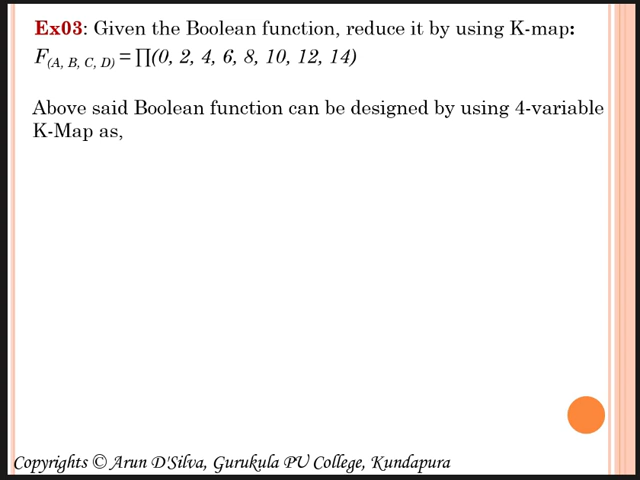 Ex03: Given the Boolean function, reduce it by using K-map:
F(A, B, C, D) = ∏(0, 2, 4, 6, 8, 10, 12, 14)
Above said Boolean function can be designed by using 4-variable
K-Map as,
Copyrights © Arun D'Silva, Gurukula PU College, Kundapura